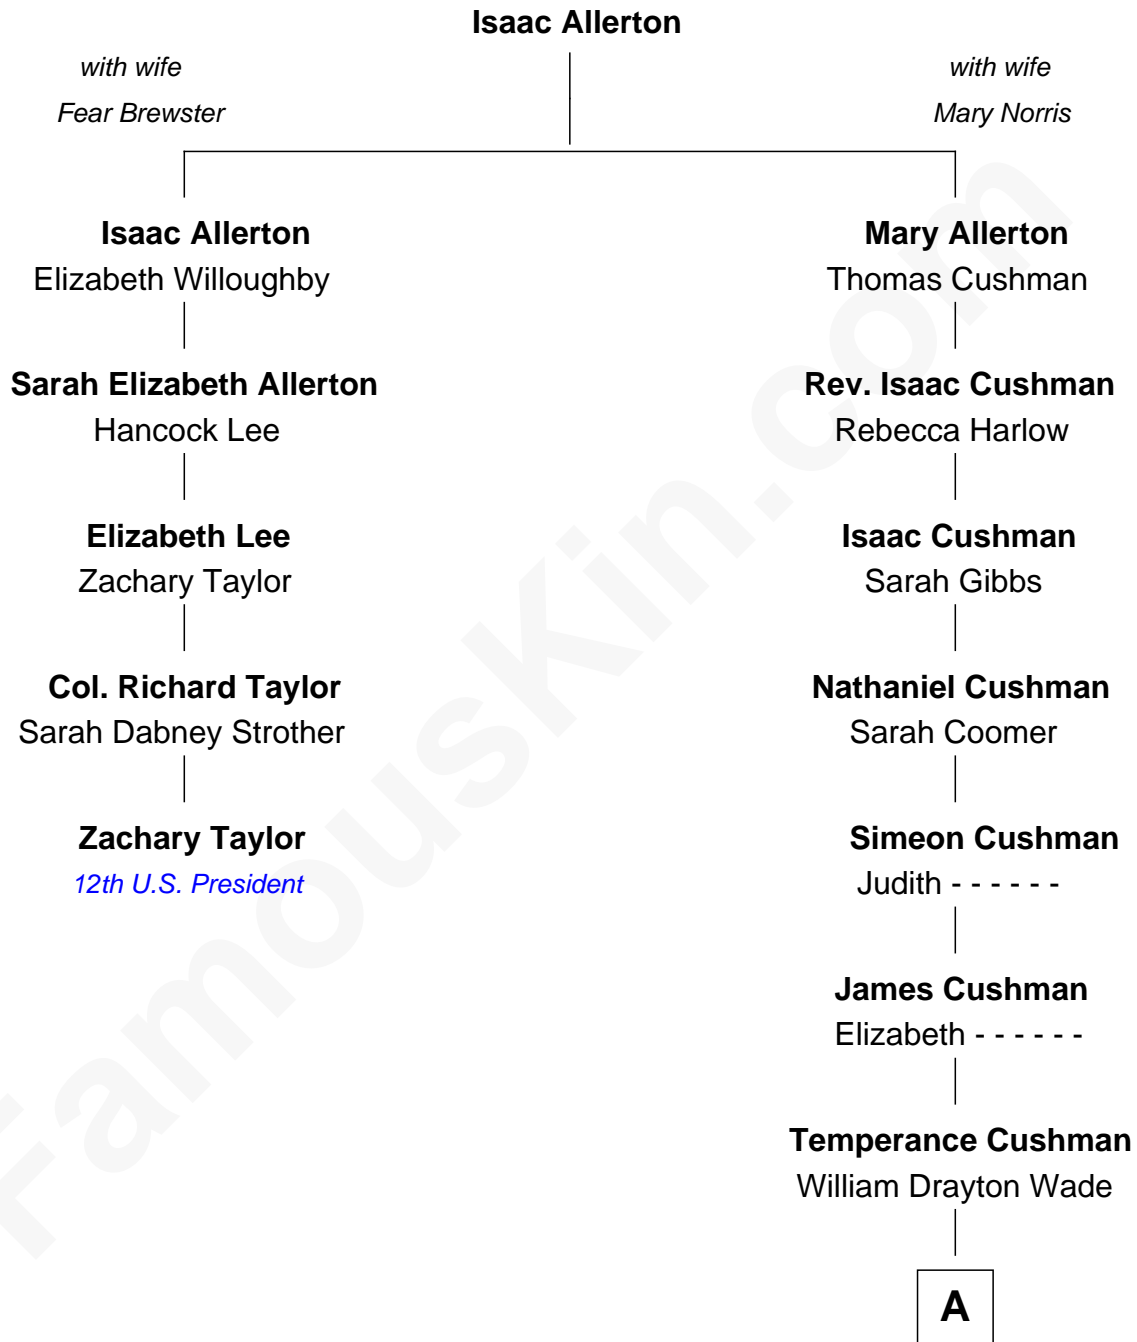 Isaac Allerton
with wife
Fear Brewster
with wife
Mary Norris
Isaac Allerton
Elizabeth Willoughby
Sarah Elizabeth Allerton
Hancock Lee
Elizabeth Lee
Zachary Taylor
Col. Richard Taylor
Sarah Dabney Strother
Zachary Taylor
12th U.S. President
Mary Allerton
Thomas Cushman
Rev. Isaac Cushman
Rebecca Harlow
Isaac Cushman
Sarah Gibbs
Nathaniel Cushman
Sarah Coomer
Simeon Cushman
Judith - - - - - -
James Cushman
Elizabeth - - - - - -
Temperance Cushman
William Drayton Wade
A
FamousKin.com